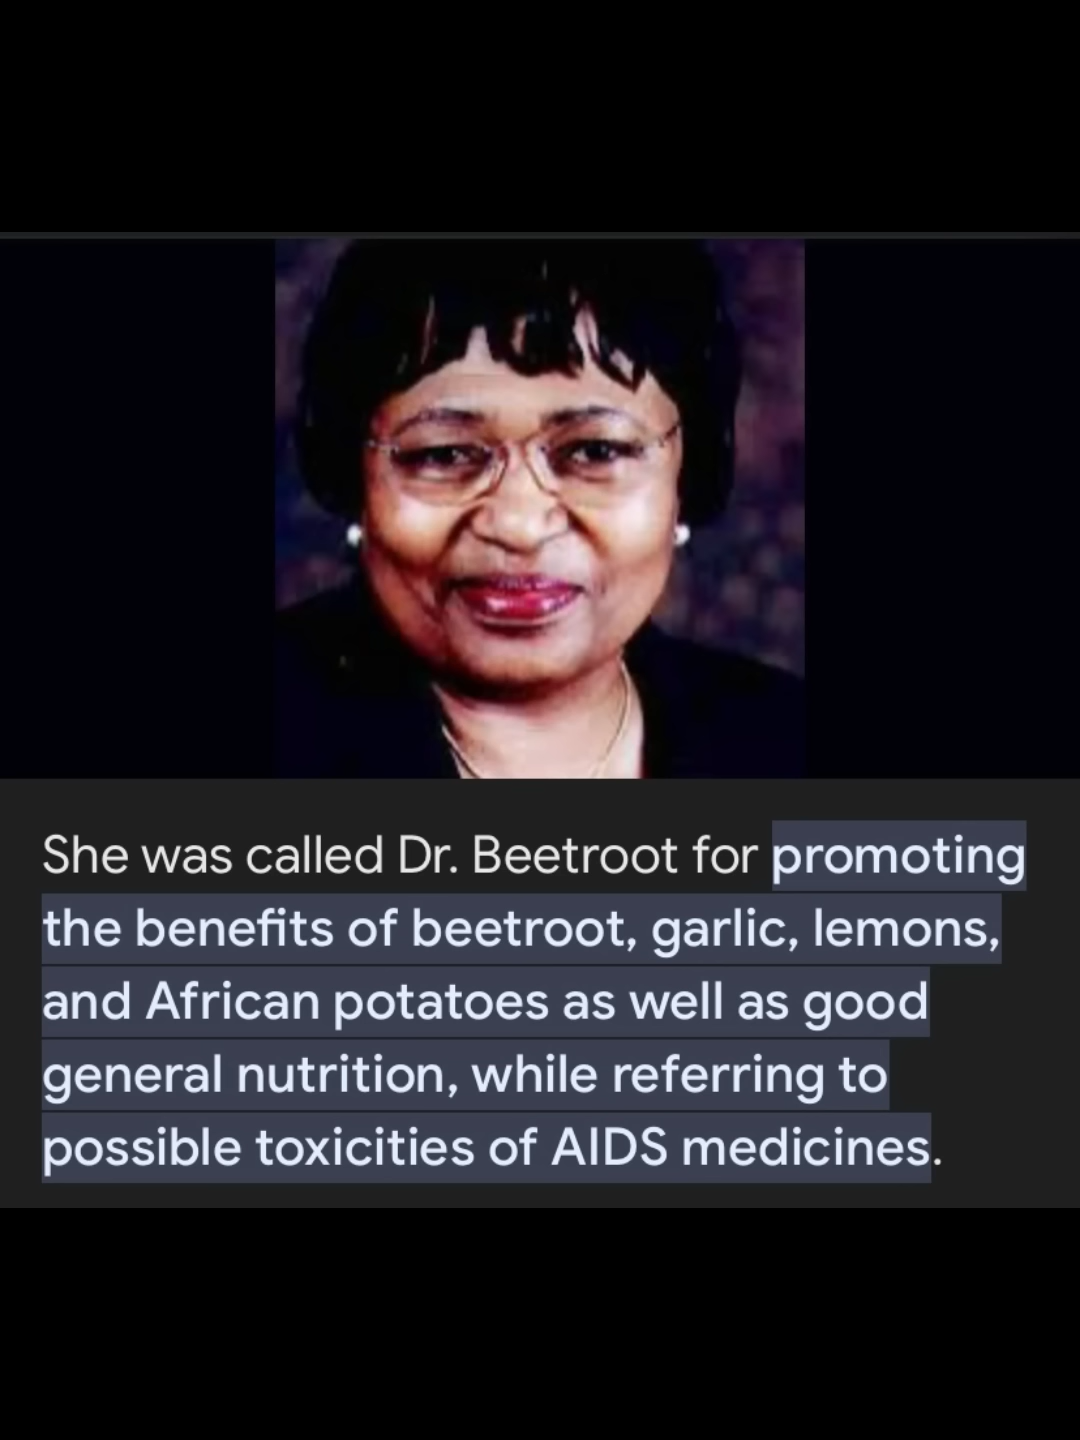 She was called Dr. Beetroot for promoting
the benefits of beetroot, garlic, lemons,
and African potatoes as well as good
general nutrition, while referring to
possible toxicities of AIDS medicines.